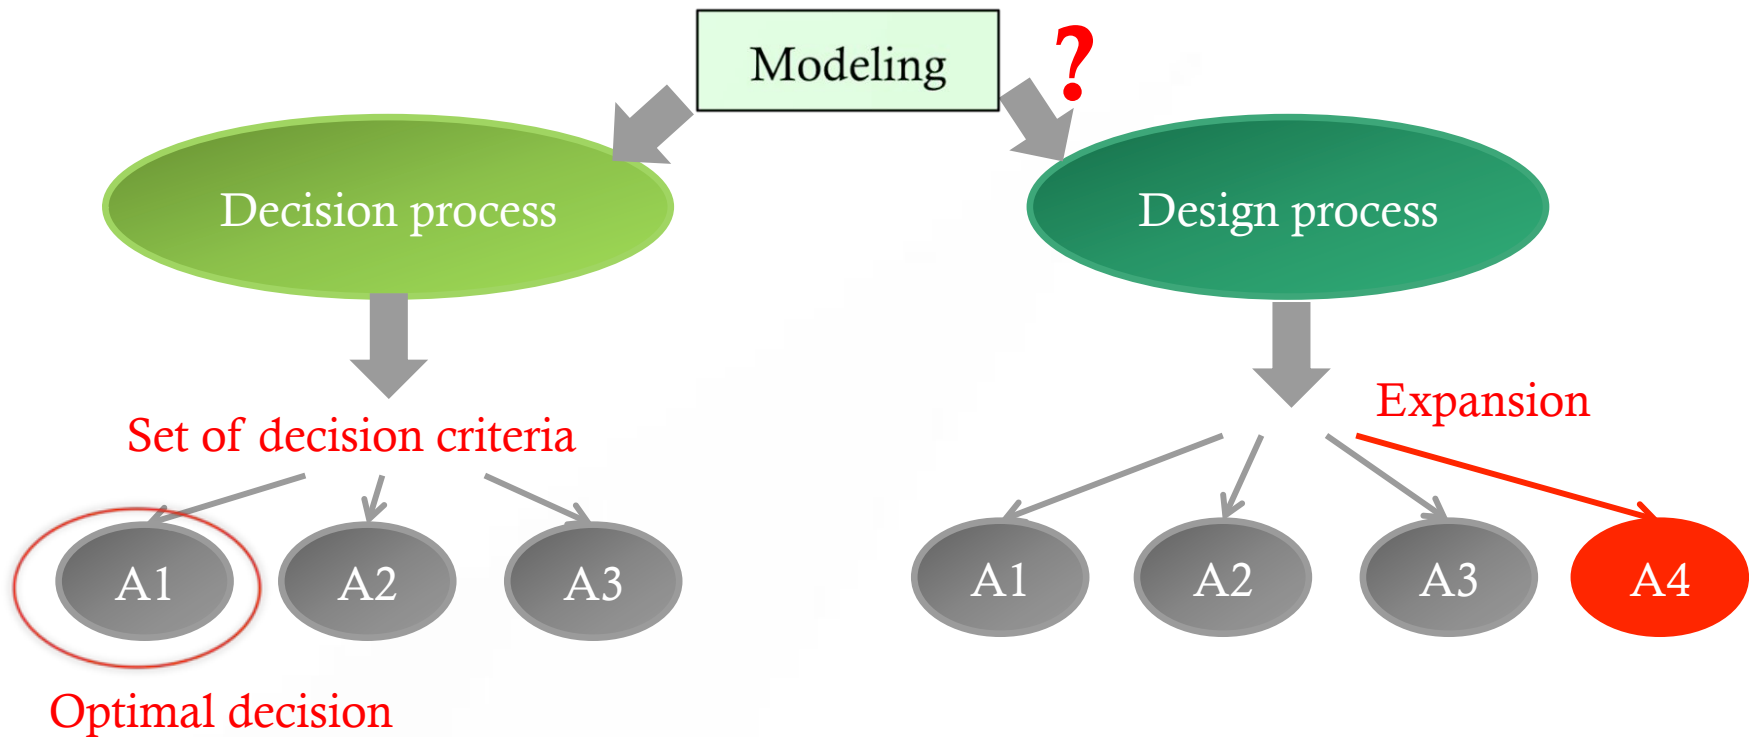 Modeling
?
Decision process
Design process
Expansion
Set of decision criteria
A1
A2
A3
A1
A2
A3
A4
Optimal decision